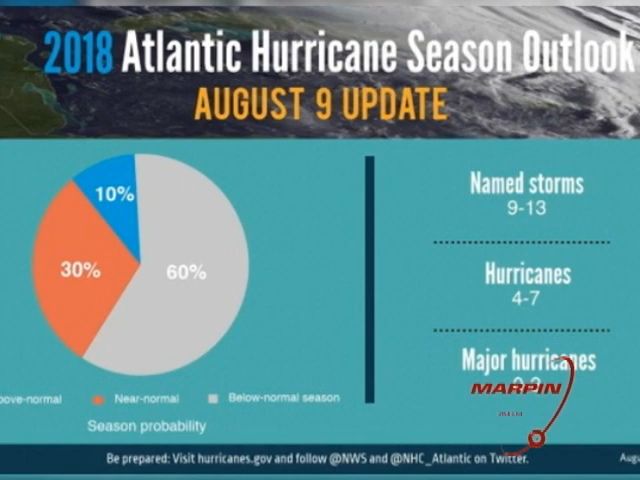 2018 Atlantic Hurricane Season Outlook
AUGUST 9 UPDATE
10%
30%
60%
Named storms
9-13
Hurricanes
4-7
Major hurricanes
MARPIN
bove-normal
Near-normal
Below-normal season
Season probability
Be prepared: Visit hurricanes.gov and follow @NWS and @NHC_Atlantic on Twitter.
Augu